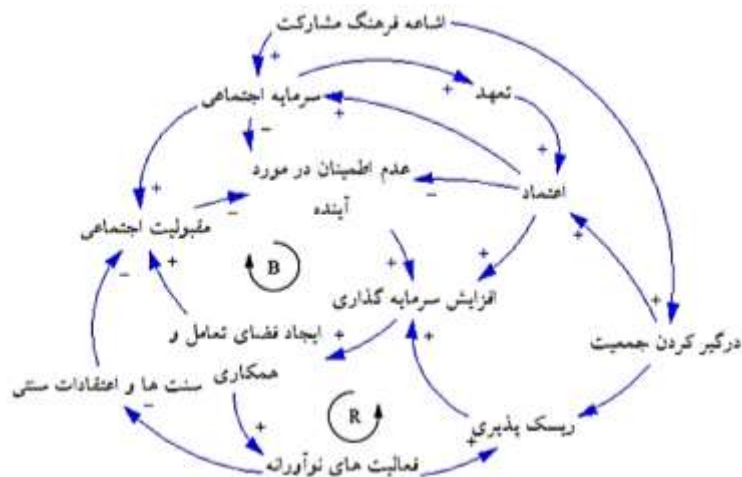 اشاعه فرهنگ مشارکت
+
+
تعهد
+
سرمایه اجتماعی
+
-
+
عدم اطمینان در مورد
آینده
-
اعتماد
+
مقبولیت اجتماعی
-
+
-
+
+
+
B
افزایش سرمایه گذاری
+
ایجاد فضای تعامل و
همکاری
+
+
درگیر کردن جمعیت
سنت ها و اعتقادات سنتی
-
R
ریسک پذیری
+
+
فعالیت های نوآورانه